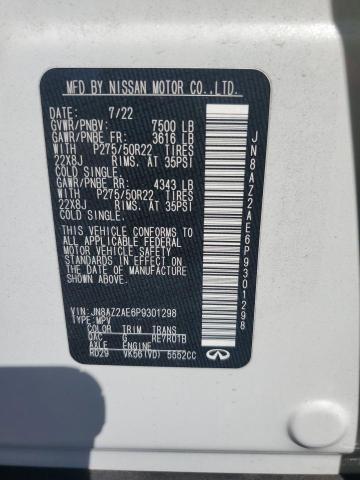 MFD BY NISSAN MOTOR CO.,LTD.
DATE: 7/22
GVWR/PNBV: 7500 LB
GAWR/PNBE FR: 3616 LB
WITH P275/50R22 TIRES
22X8J RIMS. AT 35PSI
COLD SINGLE.
GAWR/PNBE RR: 4343 LB
WITH P275/50R22 TIRES
22X8J RIMS. AT 35PSI
COLD SINGLE.
THIS VEHICLE CONFORMS TO ALL
APPLICABLE FEDERAL MOTOR
VEHICLE SAFETY
STANDARDS IN EFFECT ON THE
DATE OF MANUFACTURE
SHOWN ABOVE.
VIN:JN8AZ2AE6P9301298
TYPE:MPV
COLOR TRIM TRANS
QAC G RE7R01B
AXLE ENGINE
RD29 VK56(VD) 5552CC
INFINITI
JN8AZ2AE6P9301298